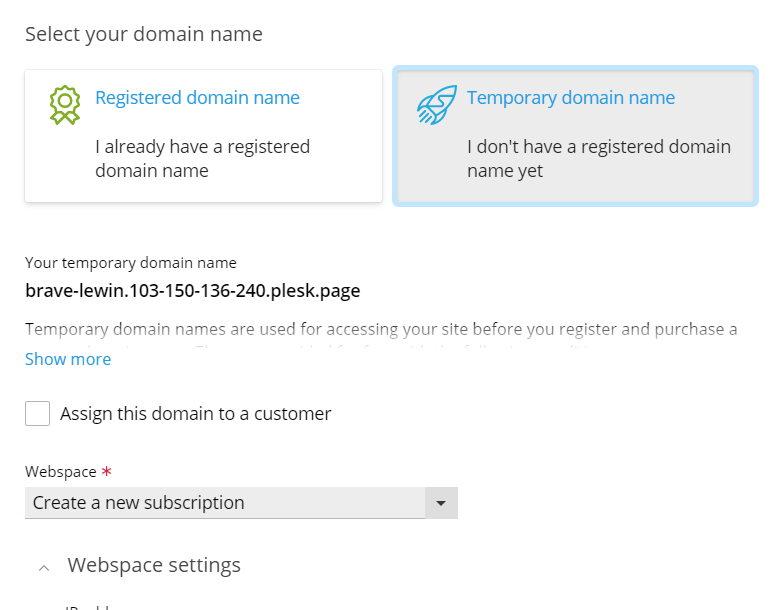 Select your domain name
Registered domain name
I already have a registered
domain name
Temporary domain name
I don't have a registered domain
name yet
Your temporary domain name
brave-lewin.103-150-136-240.plesk.page
Temporary domain names are used for accessing your site before you register and purchase a
Show more
Assign this domain to a customer
Webspace *
Create a new subscription
Webspace settings